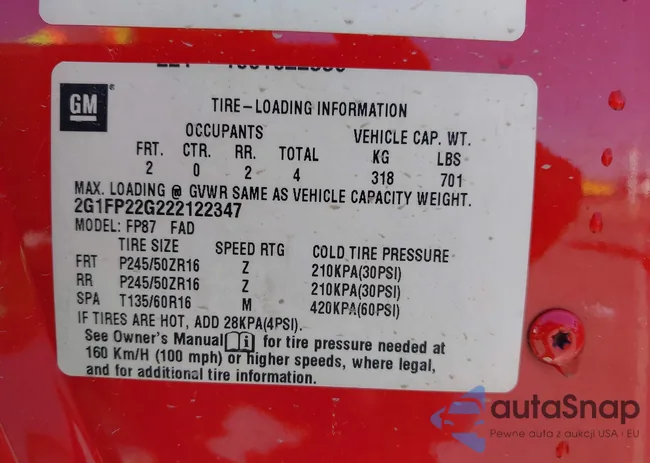 GM
TIRE-LOADING INFORMATION
OCCUPANTS VEHICLE CAP. WT.
FRT. CTR. RR. TOTAL KG LBS
2 0 2 4 318 701
MAX. LOADING @ GVWR SAME AS VEHICLE CAPACITY WEIGHT.
2G1FP22G222122347
MODEL: FP87 FAD
TIRE SIZE SPEED RTG COLD TIRE PRESSURE
FRT P245/50ZR16 Z 210KPA(30PSI)
RR P245/50ZR16 Z 210KPA(30PSI)
SPA T135/60R16 M 420KPA(60PSI)
IF TIRES ARE HOT, ADD 28KPA(4PSI).
See Owner's Manual i for tire pressure needed at
160 Km/H (100 mph) or higher speeds, where legal,
and for additional tire information.
autaSnap
Pewne auta z aukcji USA i EU